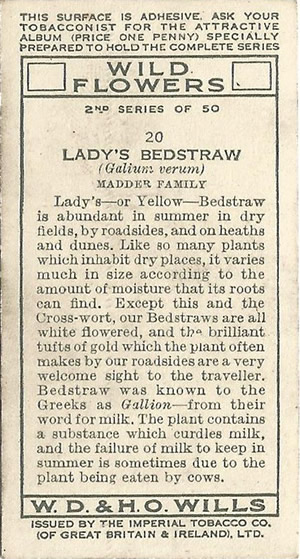 THIS SURFACE IS ADHESIVE. ASK YOUR
TOBACCONIST FOR THE ATTRACTIVE
ALBUM (PRICE ONE PENNY) SPECIALLY
PREPARED TO HOLD THE COMPLETE SERIES
WILD
FLOWERS
2ND SERIES OF 50
20
LADY'S BEDSTRAW
(Galium verum)
MADDER FAMILY
Lady's—or Yellow—Bedstraw
is abundant in summer in dry
fields, by roadsides, and on heaths
and dunes. Like so many plants
which inhabit dry places, it varies
much in size according to the
amount of moisture that its roots
can find. Except this and the
Cross-wort, our Bedstraws are all
white flowered, and the brilliant
tufts of gold which the plant often
makes by our roadsides are a very
welcome sight to the traveller.
Bedstraw was known to the
Greeks as Gallion—from their
word for milk. The plant contains
a substance which curdles milk,
and the failure of milk to keep in
summer is sometimes due to the
plant being eaten by cows.
W. D. & H. O. WILLS
ISSUED BY THE IMPERIAL TOBACCO CO.
(OF GREAT BRITAIN & IRELAND), LTD.